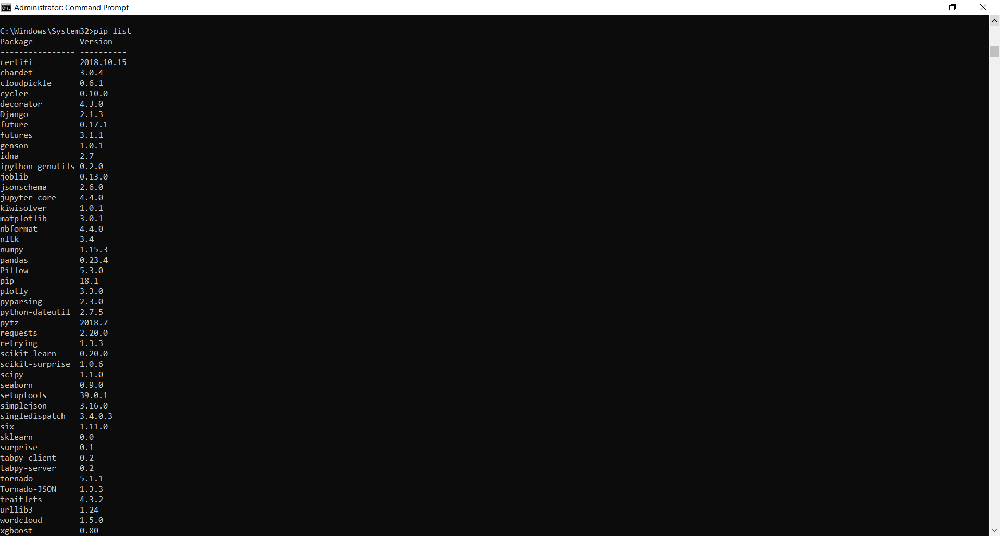 Administrator: Command Prompt
C:\Windows\System32>pip list
Package          Version
---------------- ----------
certifi          2018.10.15
chardet          3.0.4
cloudpickle      0.6.1
cycler           0.10.0
decorator        4.3.0
Django           2.1.3
future           0.17.1
futures          3.1.1
genson           1.0.1
idna             2.7
ipython-genutils 0.2.0
joblib           0.13.0
jsonschema       2.6.0
jupyter-core     4.4.0
kiwisolver       1.0.1
matplotlib       3.0.1
nbformat         4.4.0
nltk             3.4
numpy            1.15.3
pandas           0.23.4
Pillow           5.3.0
pip              18.1
plotly           3.3.0
pyparsing        2.3.0
python-dateutil  2.7.5
pytz             2018.7
requests         2.20.0
retrying         1.3.3
scikit-learn     0.20.0
scikit-surprise  1.0.6
scipy            1.1.0
seaborn          0.9.0
setuptools       39.0.1
simplejson       3.16.0
singledispatch   3.4.0.3
six              1.11.0
sklearn          0.0
surprise         0.1
tabpy-client     0.2
tabpy-server     0.2
tornado          5.1.1
Tornado-JSON     1.3.3
traitlets        4.3.2
urllib3          1.24
wordcloud        1.5.0
xgboost          0.80